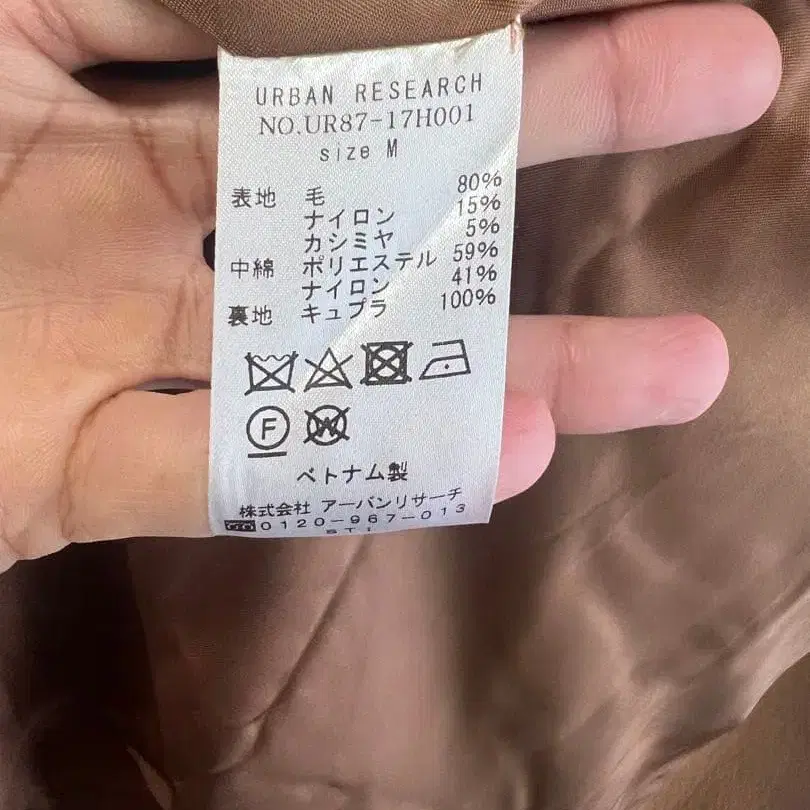 URBAN RESEARCH
NO.UR87-17H001
size M
表地 毛 80%
ナイロン 15%
カシミヤ 5%
中綿 ポリエステル 59%
ナイロン 41%
裏地 キュプラ 100%
F
W
ベトナム製
株式会社 アーバンリサーチ
0120-967-013